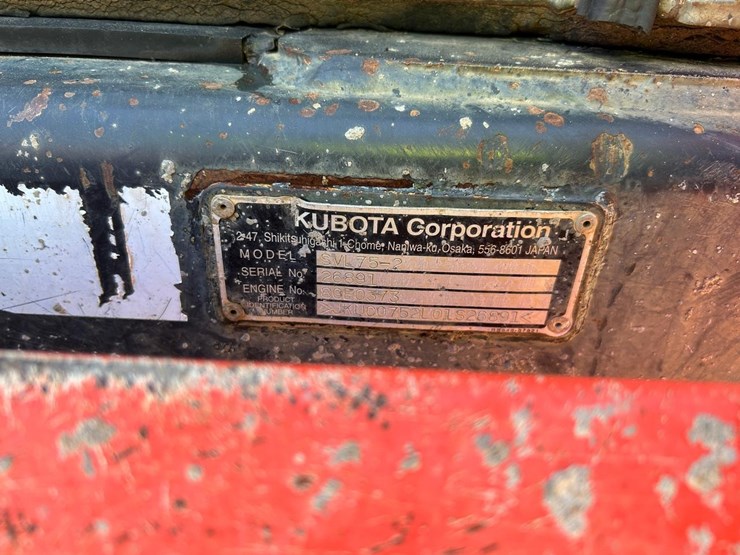 KUBOTA Corporation
2-47, Shikitsuhigashi 1-Chome, Naniwa-ku, Osaka, 556-8601 JAPAN
MODEL SVL75-2
SERIAL No. 26891
ENGINE No.
PRODUCT
IDENTIFICATION
NUMBER